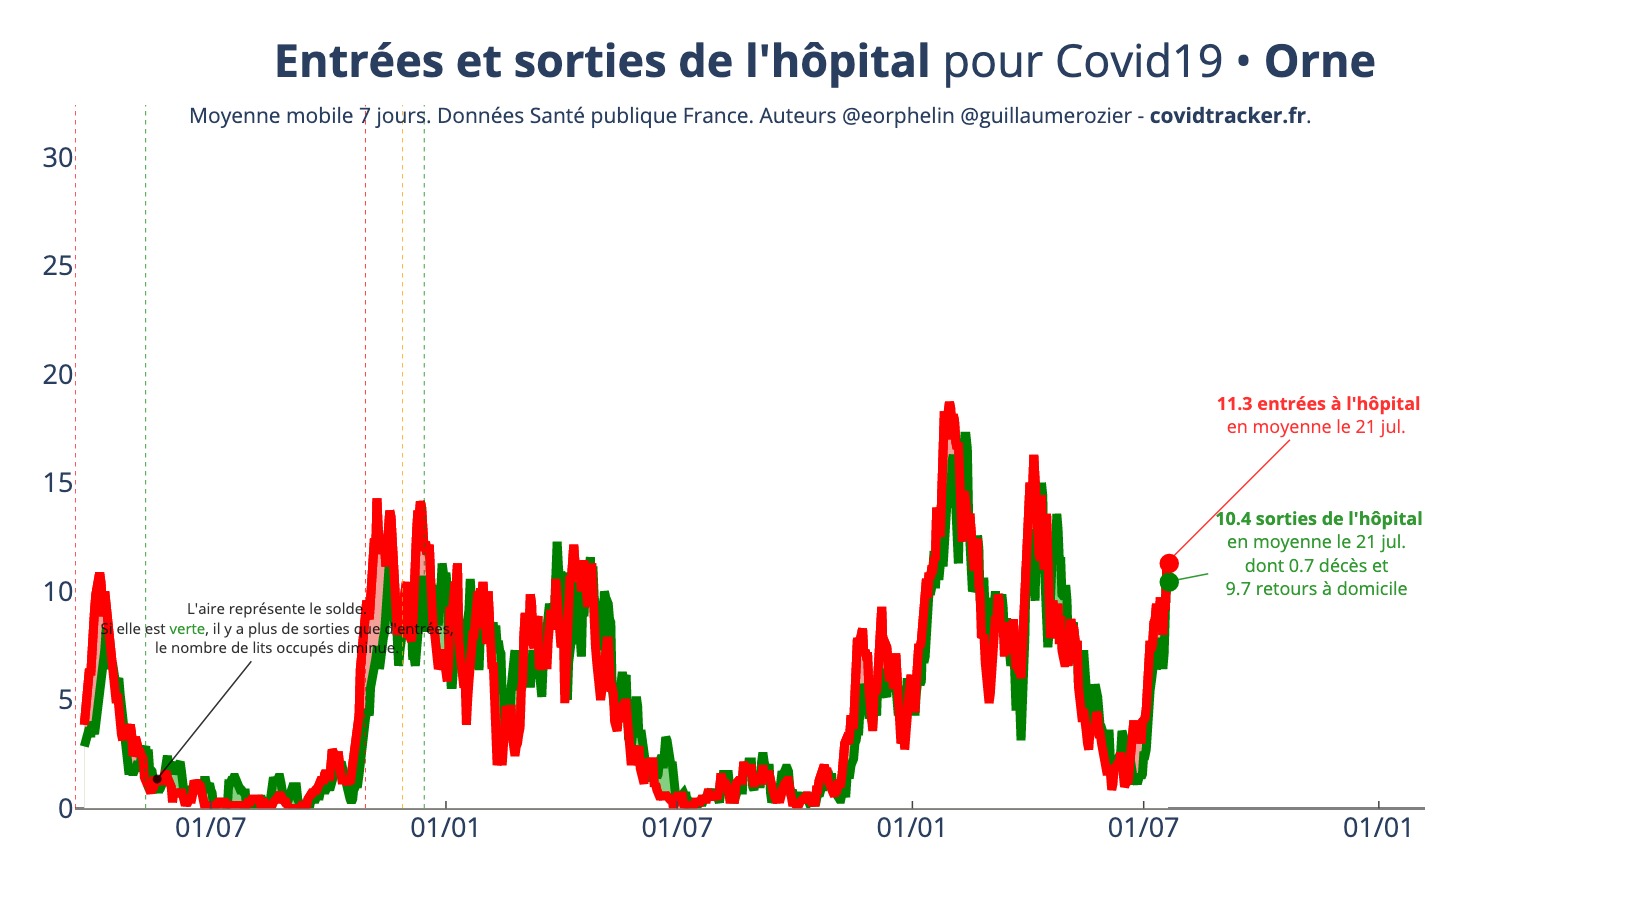 Entrées et sorties de l'hôpital pour Covid19 • Orne
Moyenne mobile 7 jours. Données Santé publique France. Auteurs @eorphelin @guillaumerozier - covidtracker.fr.
30
25
20
15
10
5
0
11.3 entrées à l'hôpital
en moyenne le 21 jul.
10.4 sorties de l'hôpital
en moyenne le 21 jul.
dont 0.7 décès et
9.7 retours à domicile
L'aire représente le solde.
Si elle est verte, il y a plus de sorties que d'entrées,
le nombre de lits occupés diminue.
01/07
01/01
01/07
01/01
01/07
01/01